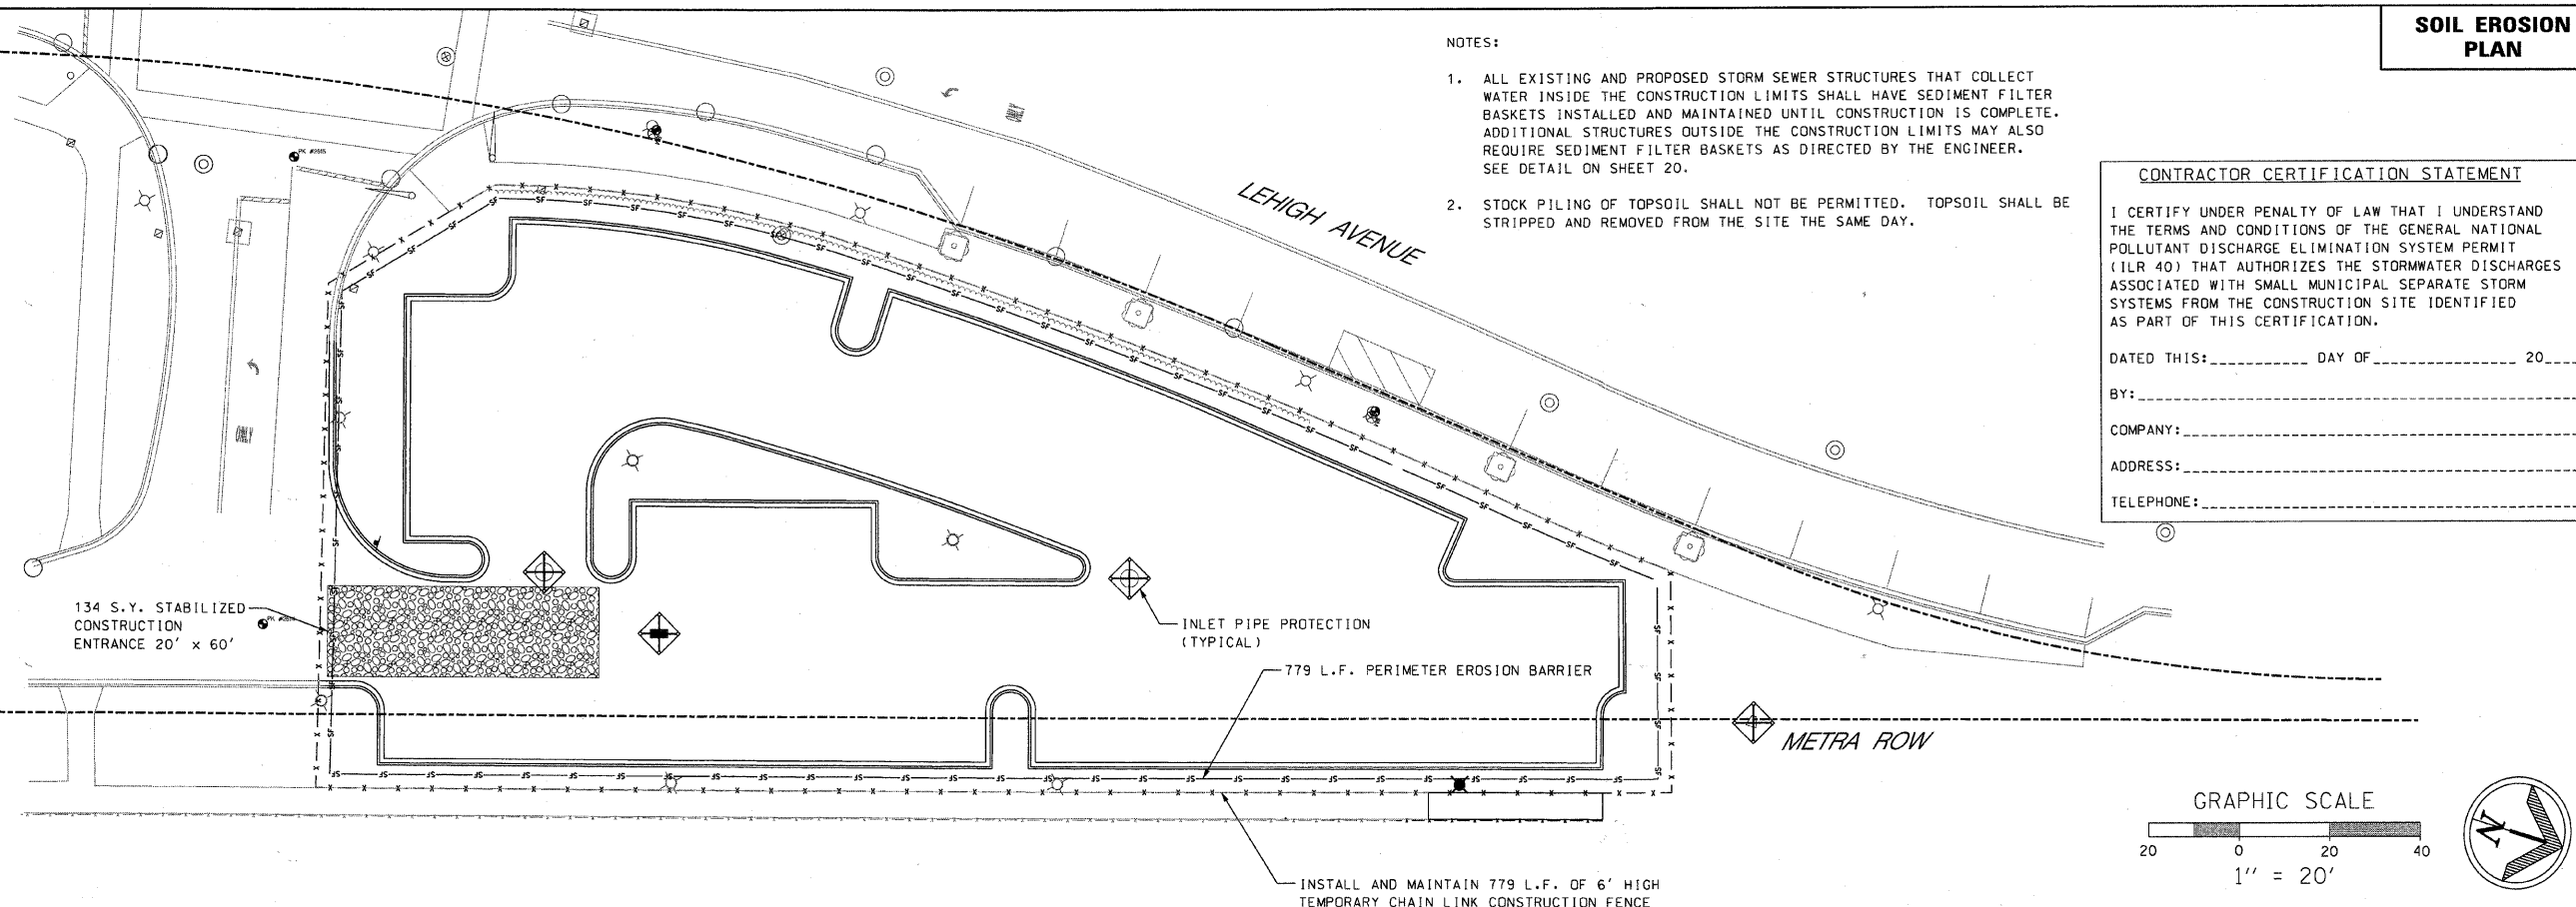 SOIL EROSION
PLAN
NOTES:
1. ALL EXISTING AND PROPOSED STORM SEWER STRUCTURES THAT COLLECT
WATER INSIDE THE CONSTRUCTION LIMITS SHALL HAVE SEDIMENT FILTER
BASKETS INSTALLED AND MAINTAINED UNTIL CONSTRUCTION IS COMPLETE.
ADDITIONAL STRUCTURES OUTSIDE THE CONSTRUCTION LIMITS MAY ALSO
REQUIRE SEDIMENT FILTER BASKETS AS DIRECTED BY THE ENGINEER.
SEE DETAIL ON SHEET 20.
2. STOCK PILING OF TOPSOIL SHALL NOT BE PERMITTED. TOPSOIL SHALL BE
STRIPPED AND REMOVED FROM THE SITE THE SAME DAY.
CONTRACTOR CERTIFICATION STATEMENT
I CERTIFY UNDER PENALTY OF LAW THAT I UNDERSTAND
THE TERMS AND CONDITIONS OF THE GENERAL NATIONAL
POLLUTANT DISCHARGE ELIMINATION SYSTEM PERMIT
(ILR 40) THAT AUTHORIZES THE STORMWATER DISCHARGES
ASSOCIATED WITH SMALL MUNICIPAL SEPARATE STORM
SYSTEMS FROM THE CONSTRUCTION SITE IDENTIFIED
AS PART OF THIS CERTIFICATION.
DATED THIS:___________ DAY OF________________ 20____
BY:
COMPANY:
ADDRESS:
TELEPHONE:
LEHIGH AVENUE
ONLY
134 S.Y. STABILIZED
CONSTRUCTION
ENTRANCE 20' x 60'
INLET PIPE PROTECTION
(TYPICAL)
779 L.F. PERIMETER EROSION BARRIER
METRA ROW
INSTALL AND MAINTAIN 779 L.F. OF 6' HIGH
TEMPORARY CHAIN LINK CONSTRUCTION FENCE
GRAPHIC SCALE
20 0 20 40
1" = 20'
N